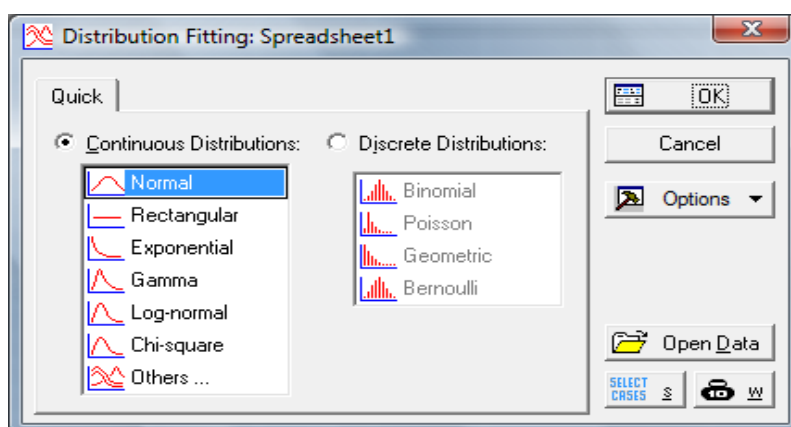 Distribution Fitting: Spreadsheet1
Quick
Continuous Distributions:
Normal
Rectangular
Exponential
Gamma
Log-normal
Chi-square
Others ...
Discrete Distributions:
Binomial
Poisson
Geometric
Bernoulli
OK
Cancel
Options
Open Data
SELECT
CASES
S
W